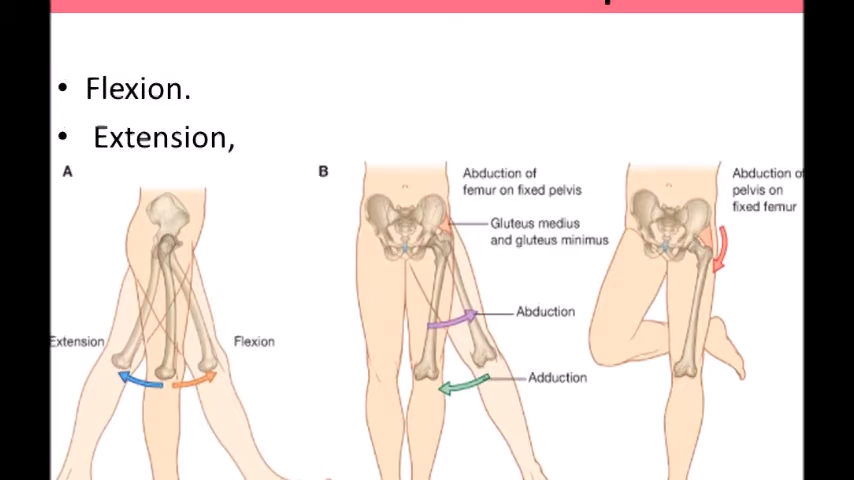 • Flexion.
• Extension,
A
B
Abduction of
femur on fixed pelvis
Gluteus medius
and gluteus minimus
Abduction
Adduction
Extension
Flexion
Abduction o
pelvis on
fixed femur